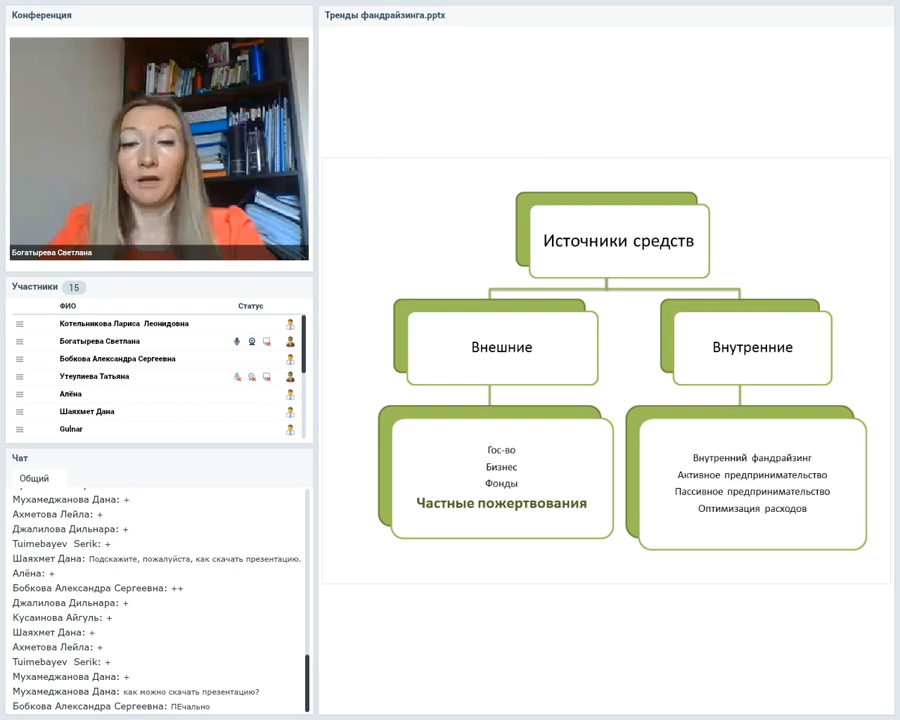 Конференция
Богатырева Светлана
Участники 15
ФИО Статус
Котельникова Лариса Леонидовна
Богатырева Светлана
Бобкова Александра Сергеевна
Утеулиева Татьяна
Алёна
Шаяхмет Дана
Gulnar
Чат
Общий
Мухамеджанова Дана: +
Ахметова Лейла: +
Джалилова Дильнара: +
Tuimebayev Serik: +
Шаяхмет Дана: Подскажите, пожалуйста, как скачать презентацию.
Алёна: +
Бобкова Александра Сергеевна: ++
Джалилова Дильнара: +
Кусаинова Айгуль: +
Шаяхмет Дана: +
Ахметова Лейла: +
Tuimebayev Serik: +
Мухамеджанова Дана: +
Мухамеджанова Дана: как можно скачать презентацию?
Бобкова Александра Сергеевна: ПЕчально
Тренды фандрайзинга.pptx
Источники средств
Внешние
Внутренние
Гос-во
Бизнес
Фонды
Частные пожертвования
Внутренний фандрайзинг
Активное предпринимательство
Пассивное предпринимательство
Оптимизация расходов